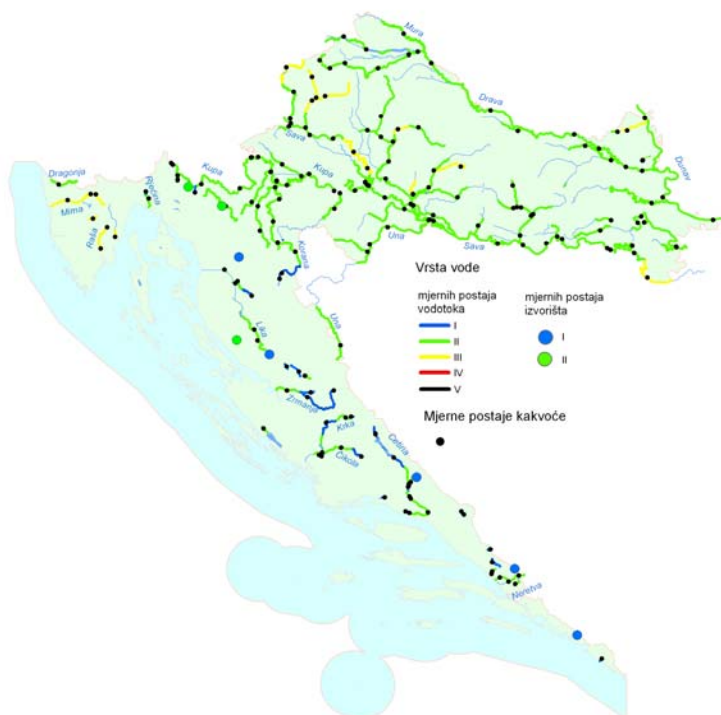 Mura
Drava
Sava
Dunav
Dragonja
Rječina
Kupa
Kupa
Mirna
Raša
Una
Sava
Korana
Vrsta vode
mjernih postaja
vodotoka
I
II
III
IV
V
mjernih postaja
izvorišta
I
II
Una
Lika
Mjerne postaje kakvoće
Zrmanja
Krka
Cetina
Čikola
Neretva